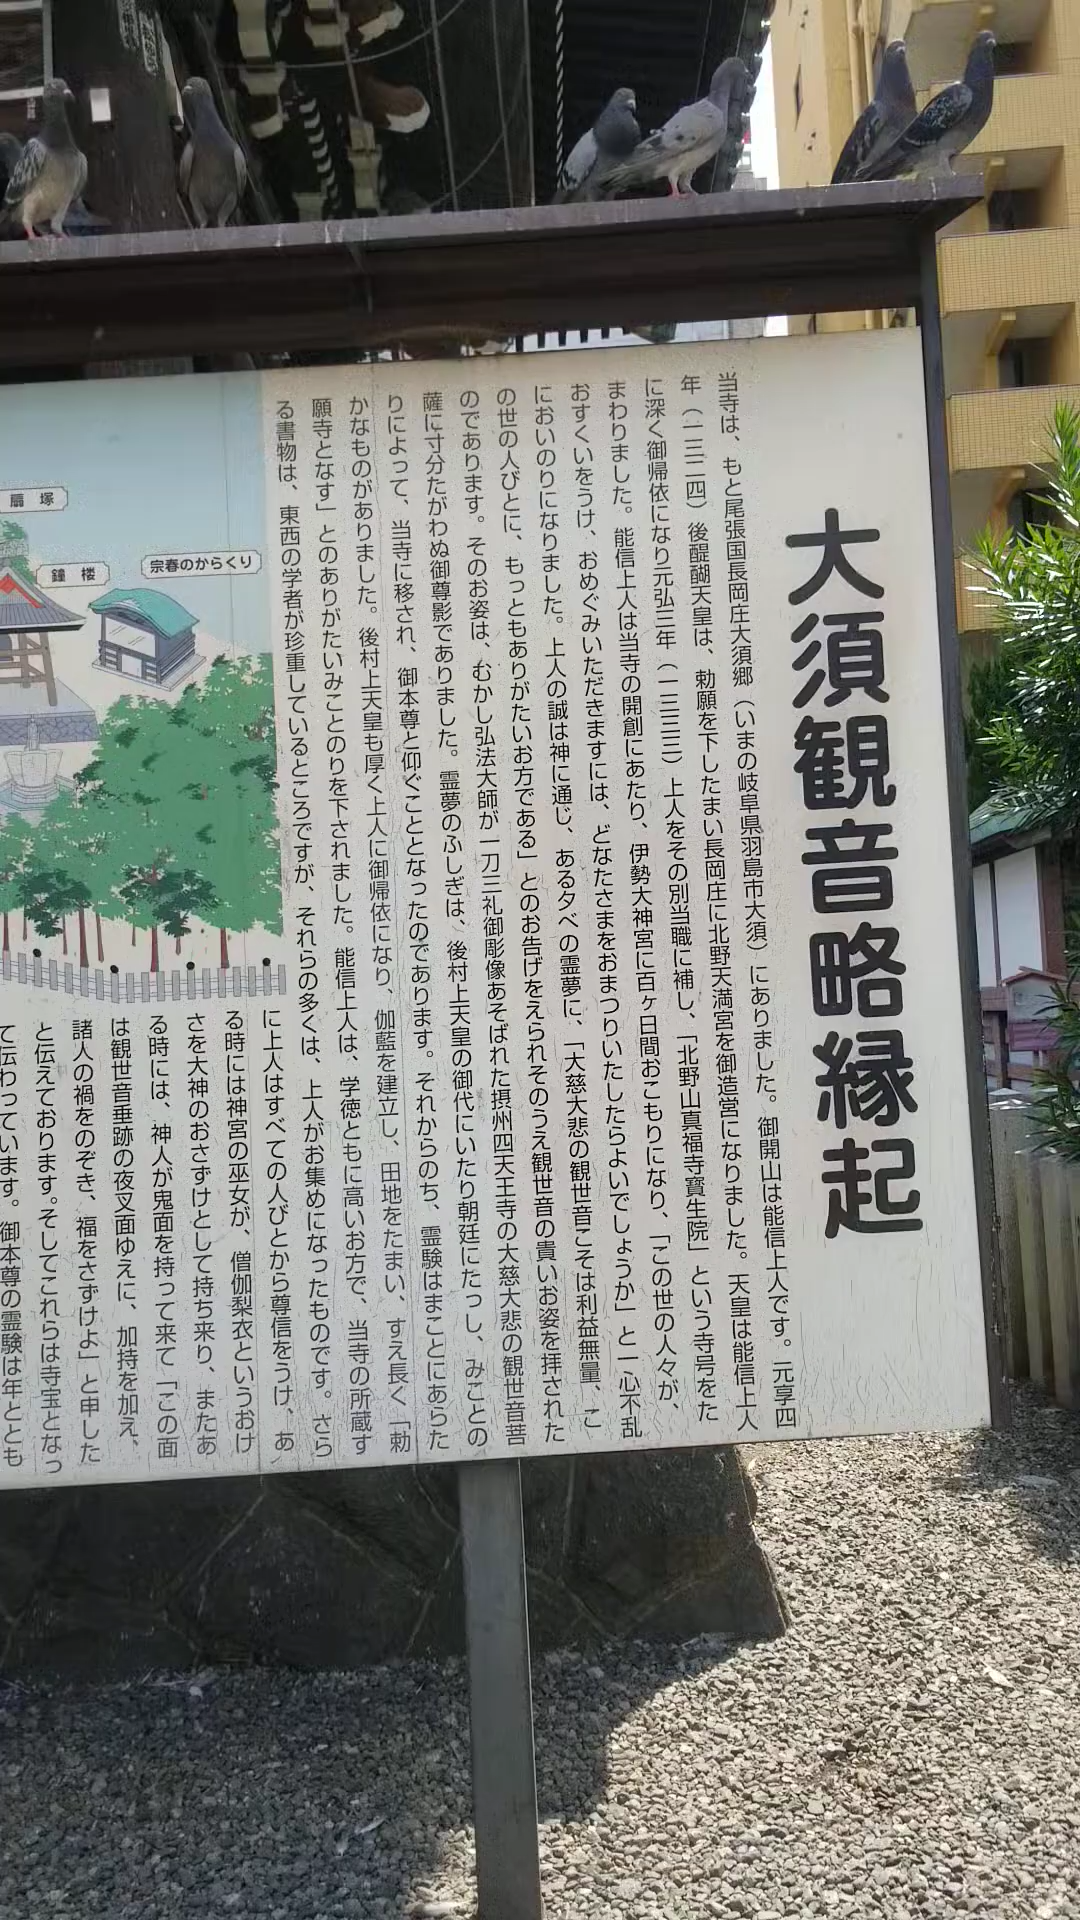 大須観音略縁起
当寺は、もと尾張国長岡庄大須郷（いまの岐阜県羽島市大須）にありました。御開山は能信上人です。元享四
年（一三二四）後醍醐天皇は、勅願を下したまい長岡庄に北野天満宮を御造営になりました。天皇は能信上人
に深く御帰依になり元弘三年（一三三三）上人をその別当職に補し、「北野山真福寺寳生院」という寺号をた
まわりました。能信上人は当寺の開創にあたり、伊勢大神宮に百ヶ日間おこもりになり、「この世の人々が、
おすくいをうけ、おめぐみいただきますには、どなたさまをおまつりいたしたらよいでしょうか」と一心不乱
においのりになりました。上人の誠は神に通じ、ある夕べの霊夢に、「大慈大悲の観世音こそは利益無量、こ
の世の人びとに、もっともありがたいお方である」とのお告げをえられそのうえ観世音の貴いお姿を拝された
のであります。そのお姿は、むかし弘法大師が一刀三礼御彫像あそばれた摂州四天王寺の大慈大悲の観世音菩
薩に寸分たがわぬ御尊影でありました。霊夢のふしぎは、後村上天皇の御代にいたり朝廷にたっし、みことの
りによって、当寺に移され、御本尊と仰ぐこととなったのであります。それからのち、霊験はまことにあらた
かなものがありました。後村上天皇も厚く上人に御帰依になり、伽藍を建立し、田地をたまい、すえ長く「勅
願寺となす」とのありがたいみことのりを下されました。能信上人は、学徳ともに高いお方で、当寺の所蔵す
る書物は、東西の学者が珍重しているところですが、それらの多くは、上人がお集めになったものです。さら
に上人はすべての人びとから尊信をうけ、あ
る時には神宮の巫女が、僧伽梨衣というおけ
さを大神のおさずけとして持ち来り、またあ
る時には、神人が鬼面を持って来て「この面
は観世音垂跡の夜叉面ゆえに、加持を加え、
諸人の禍をのぞき、福をさずけよ」と申した
と伝えております。そしてこれらは寺宝となっ
て伝わっています。御本尊の霊験は年ととも
扇塚
鐘楼
宗春のからくり